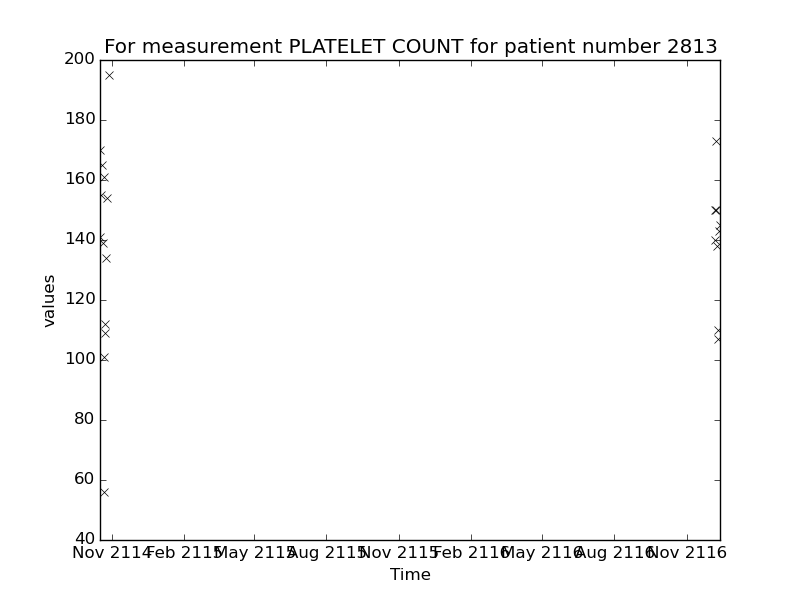 For measurement PLATELET COUNT for patient number 2813
200
180
160
140
120
100
80
60
40
values
Nov 2114 Feb 2115 May 2115 Aug 2115 Nov 2115 Feb 2116 May 2116 Aug 2116 Nov 2116
Time